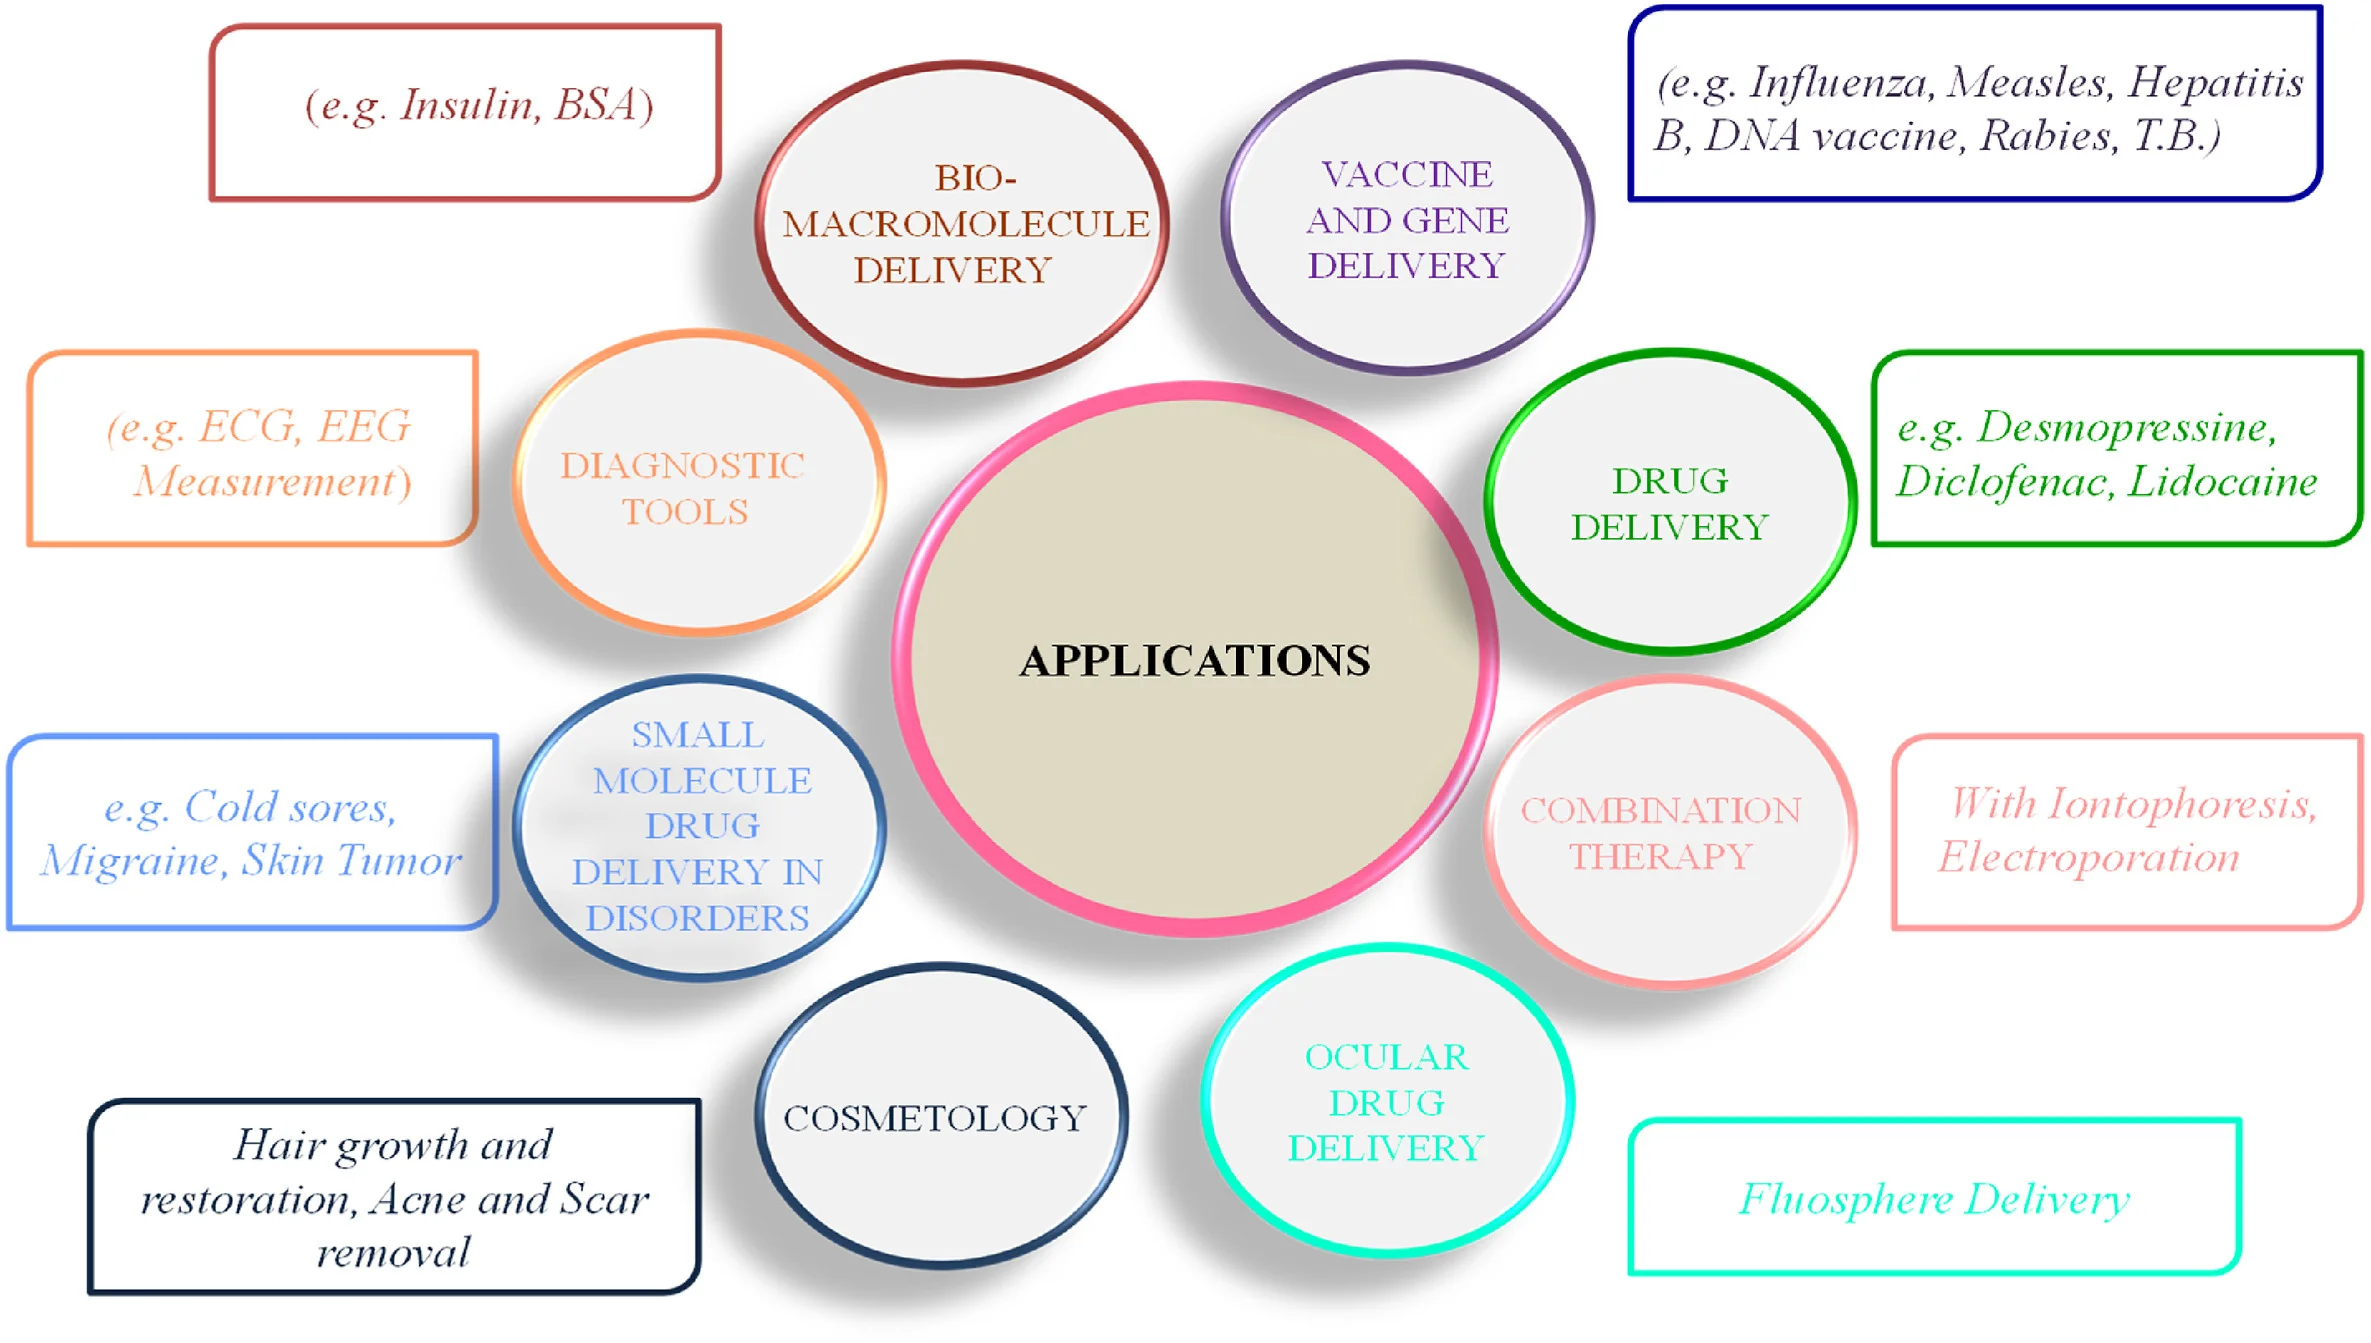 (e.g. Insulin, BSA)
BIO-
MACROMOLECULE
DELIVERY
VACCINE
AND GENE
DELIVERY
(e.g. Influenza, Measles, Hepatitis
B, DNA vaccine, Rabies, T.B.)
(e.g. ECG, EEG
Measurement)
DIAGNOSTIC
TOOLS
DRUG
DELIVERY
e.g. Desmopressine,
Diclofenac, Lidocaine
APPLICATIONS
e.g. Cold sores,
Migraine, Skin Tumor
SMALL
MOLECULE
DRUG
DELIVERY IN
DISORDERS
COMBINATION
THERAPY
With Iontophoresis,
Electroporation
Hair growth and
restoration, Acne and Scar
removal
COSMETOLOGY
OCULAR
DRUG
DELIVERY
Fluosphere Delivery